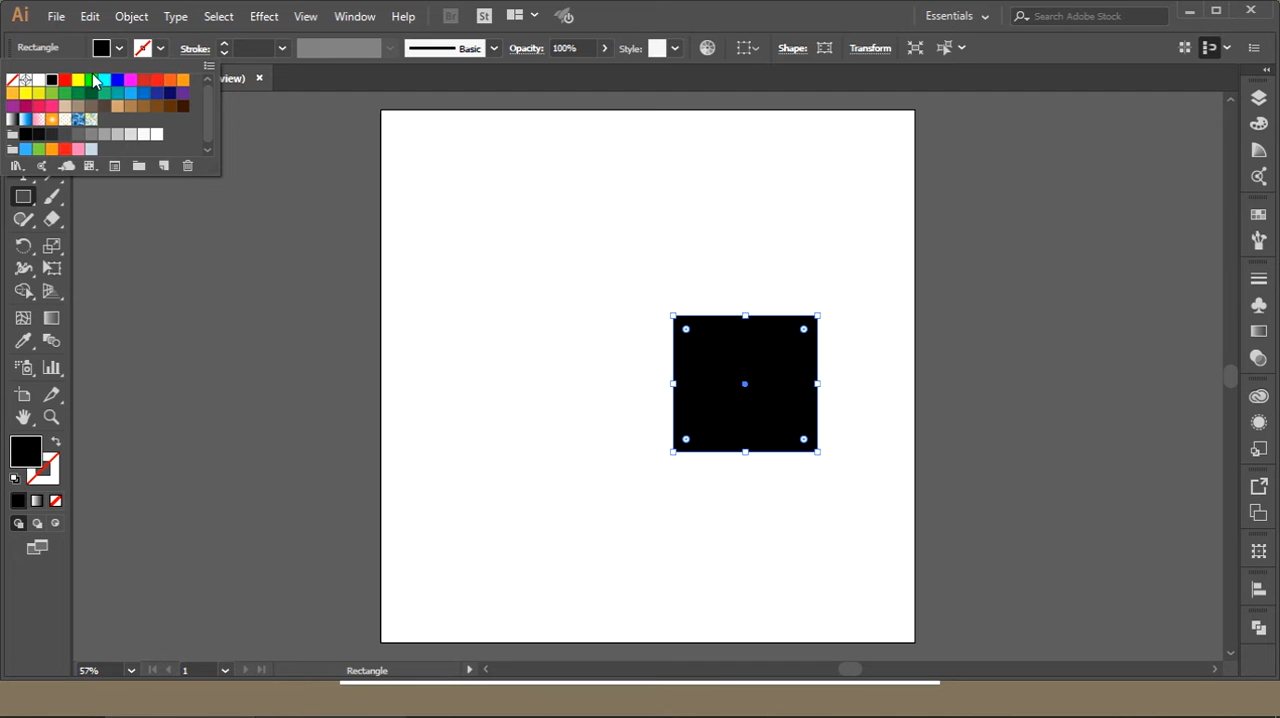 Ai File Edit Object Type Select Effect View Window Help Br St Essentials Search Adobe Stock
Rectangle Stroke: Basic Opacity: 100% Style: Shape: Transform
view) ×
57% 1 Rectangle